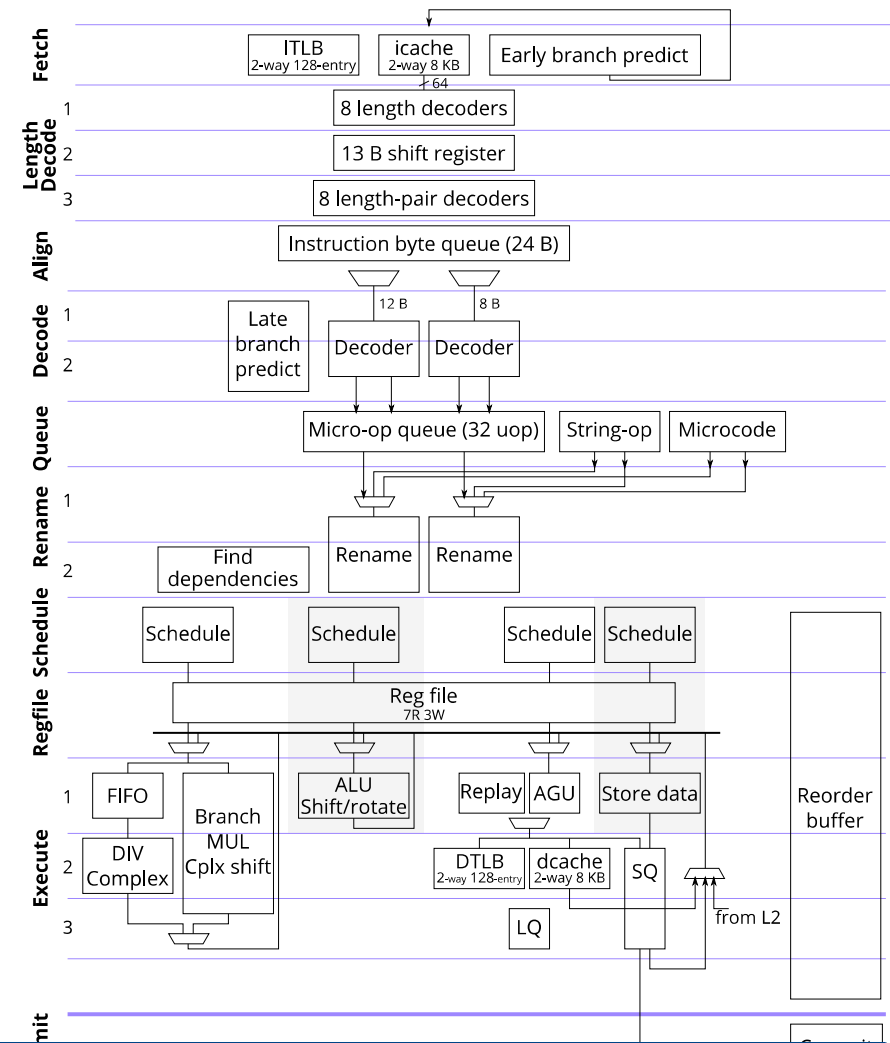 Fetch
ITLB
2-way 128-entry
icache
2-way 8 KB
Early branch predict
64
Length
Decode
1
8 length decoders
2
13 B shift register
3
8 length-pair decoders
Align
Instruction byte queue (24 B)
12 B
8 B
Decode
1
2
Late
branch
predict
Decoder
Decoder
Queue
Micro-op queue (32 uop)
String-op
Microcode
Rename
1
2
Find
dependencies
Rename
Rename
Schedule
Schedule
Schedule
Schedule
Schedule
Regfile
Reg file
7R 3W
Execute
1
FIFO
Branch
MUL
Cplx shift
ALU
Shift/rotate
Replay
AGU
Store data
Reorder
buffer
2
DIV
Complex
DTLB
2-way 128-entry
dcache
2-way 8 KB
SQ
3
LQ
from L2